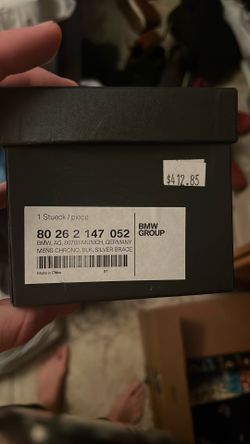 $412.85
1 Stueck / piece
80 26 2 147 052
BMW, AG, 80788 MUNICH, GERMANY
MENS CHRONO, BLK, SILVER BRACE
Made in China
BMW
GROUP